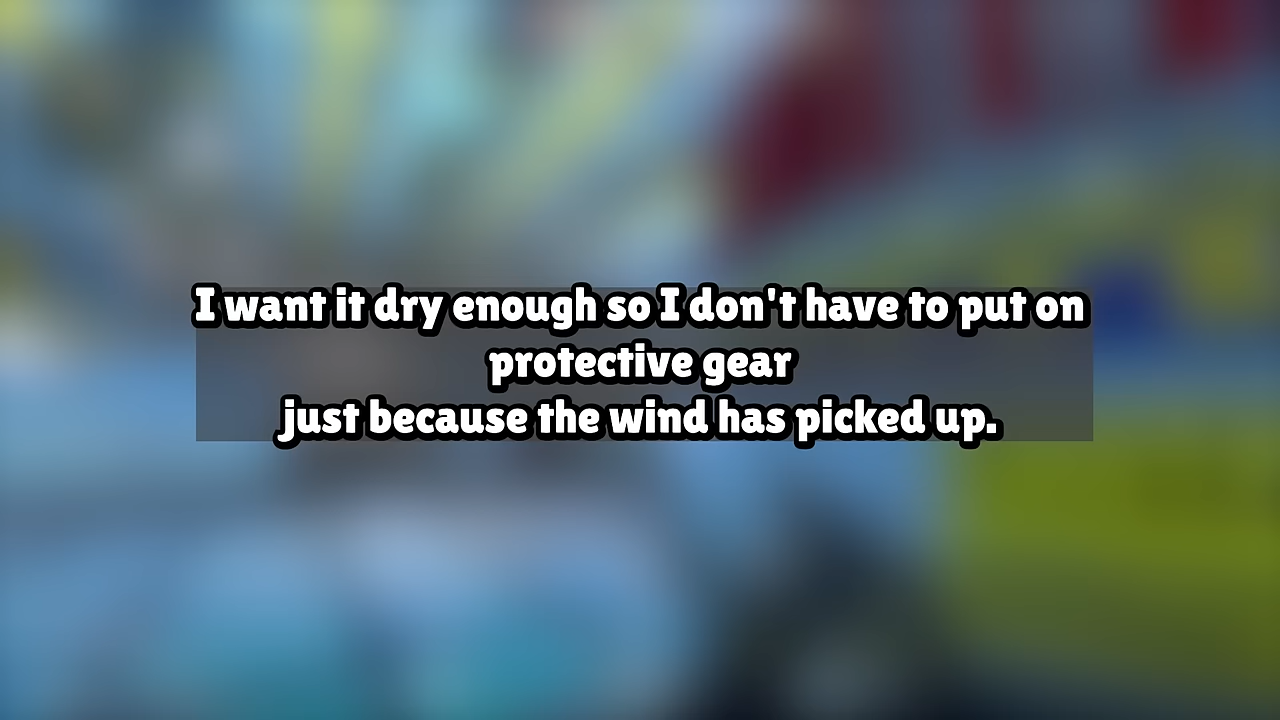 I want it dry enough so I don't have to put on
protective gear
just because the wind has picked up.